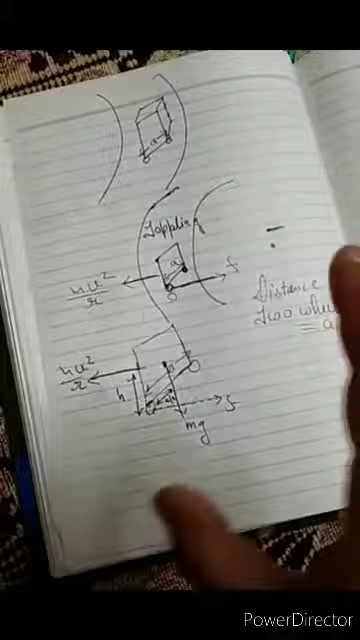 a
Toppling
a
mv²
r
f
Distance
Two whe
= a
mv²
r
h
f
mg
PowerDirector